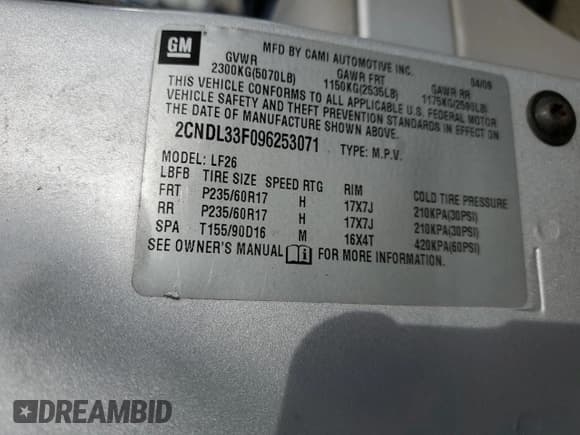 GM
MFD BY CAMI AUTOMOTIVE INC. 04/09
GVWR GAWR FRT GAWR RR
2300KG(5070LB) 1150KG(2535LB) 1175KG(2590LB)
THIS VEHICLE CONFORMS TO ALL APPLICABLE U.S. FEDERAL MOTOR
VEHICLE SAFETY AND THEFT PREVENTION STANDARDS IN EFFECT ON
THE DATE OF MANUFACTURE SHOWN ABOVE.
2CNDL33F096253071 TYPE: M.P.V.
MODEL: LF26
LBFB TIRE SIZE SPEED RTG RIM COLD TIRE PRESSURE
FRT P235/60R17 H 17X7J 210KPA(30PSI)
RR P235/60R17 H 17X7J 210KPA(30PSI)
SPA T155/90D16 M 16X4T 420KPA(60PSI)
SEE OWNER'S MANUAL i FOR MORE INFORMATION.
DREAMBID